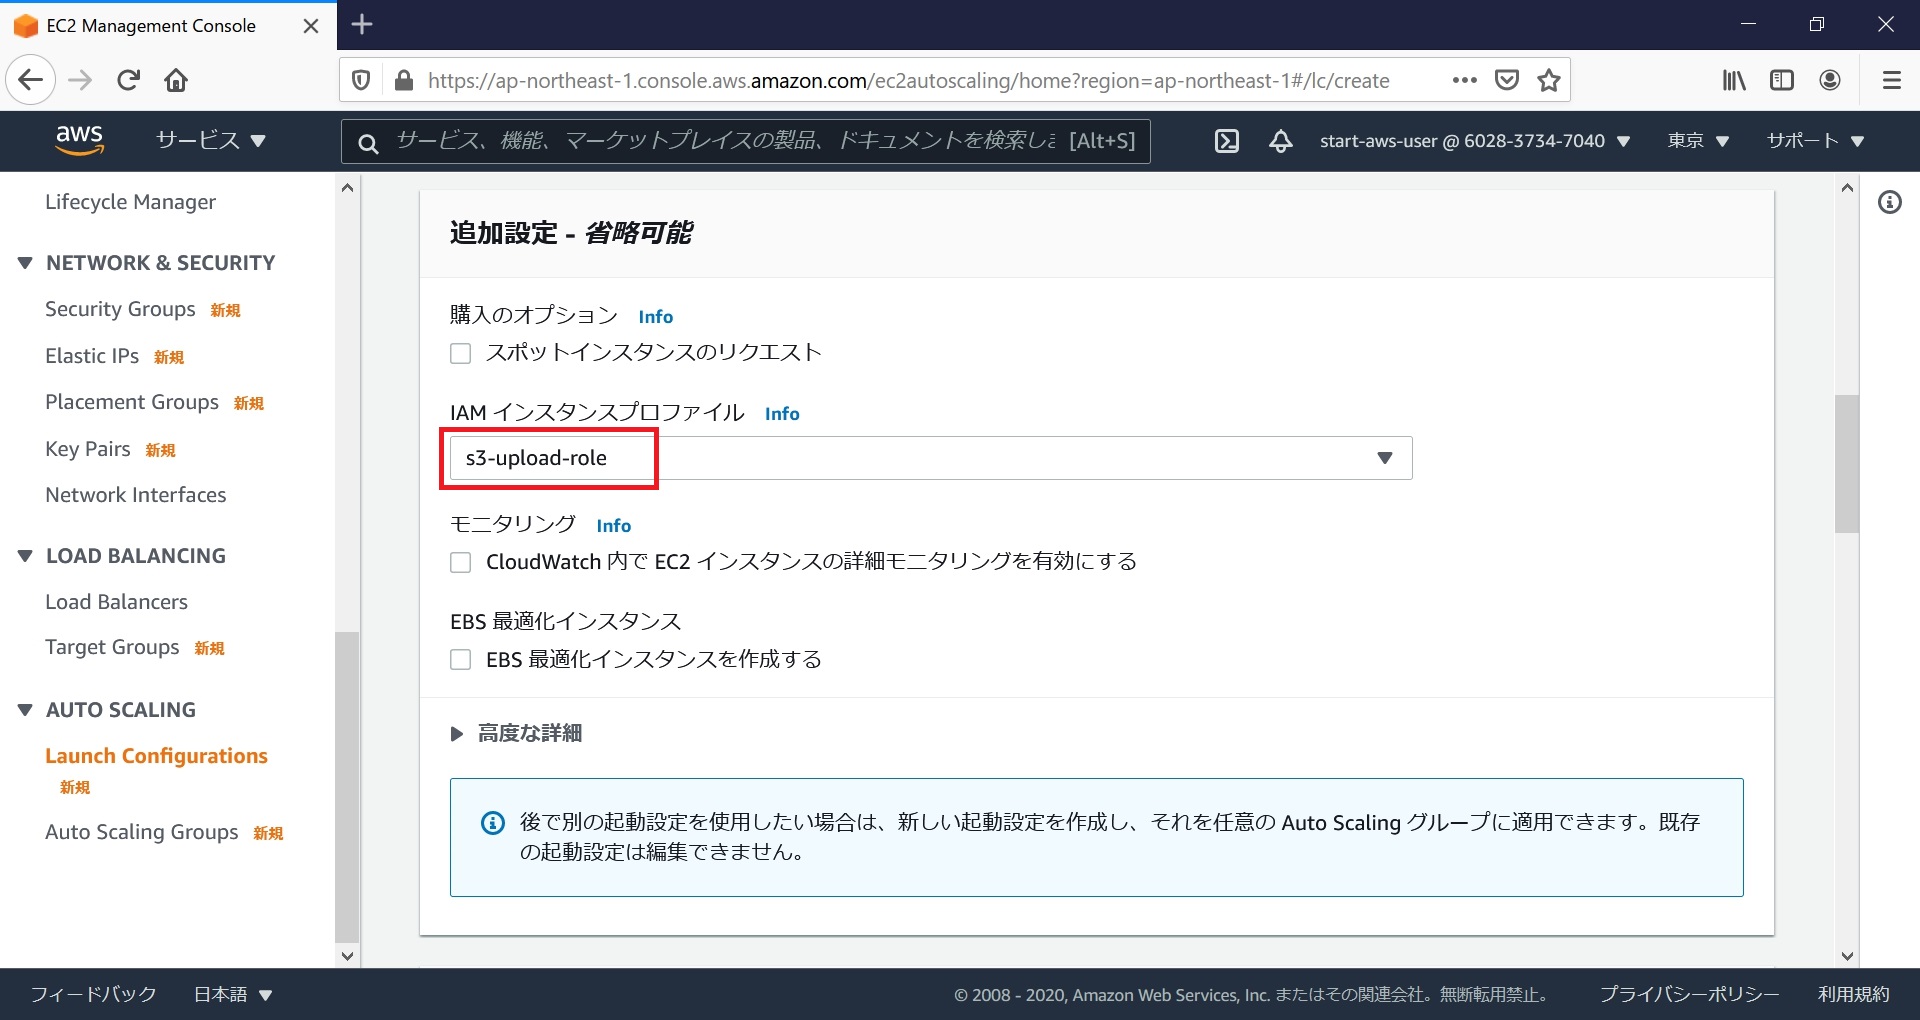 EC2 Management Console
https://ap-northeast-1.console.aws.amazon.com/ec2autoscaling/home?region=ap-northeast-1#/lc/create
aws
サービス
サービス、機能、マーケットプレイスの製品、ドキュメントを検索しま [Alt+S]
start-aws-user @ 6028-3734-7040
東京
サポート
Lifecycle Manager
NETWORK & SECURITY
Security Groups 新規
Elastic IPs 新規
Placement Groups 新規
Key Pairs 新規
Network Interfaces
LOAD BALANCING
Load Balancers
Target Groups 新規
AUTO SCALING
Launch Configurations
新規
Auto Scaling Groups 新規
追加設定 - 省略可能
購入のオプション Info
スポットインスタンスのリクエスト
IAM インスタンスプロファイル Info
s3-upload-role
モニタリング Info
CloudWatch 内で EC2 インスタンスの詳細モニタリングを有効にする
EBS 最適化インスタンス
EBS 最適化インスタンスを作成する
高度な詳細
後で別の起動設定を使用したい場合は、新しい起動設定を作成し、それを任意の Auto Scaling グループに適用できます。既存
の起動設定は編集できません。
フィードバック
日本語
© 2008 - 2020, Amazon Web Services, Inc. またはその関連会社。無断転用禁止。
プライバシーポリシー
利用規約